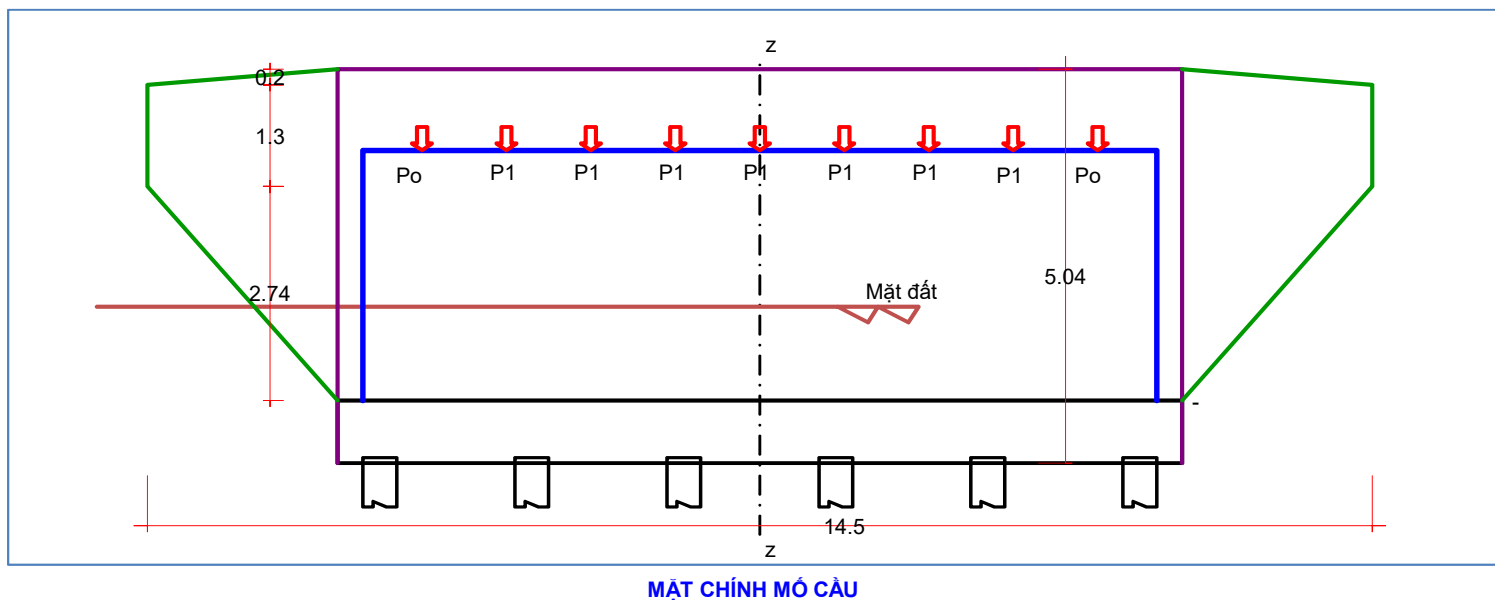 z
0.2
1.3
Po P1 P1 P1 P1 P1 P1 P1 Po
5.04
2.74
Mặt đất
-
14.5
z
MẶT CHÍNH MỐ CẦU